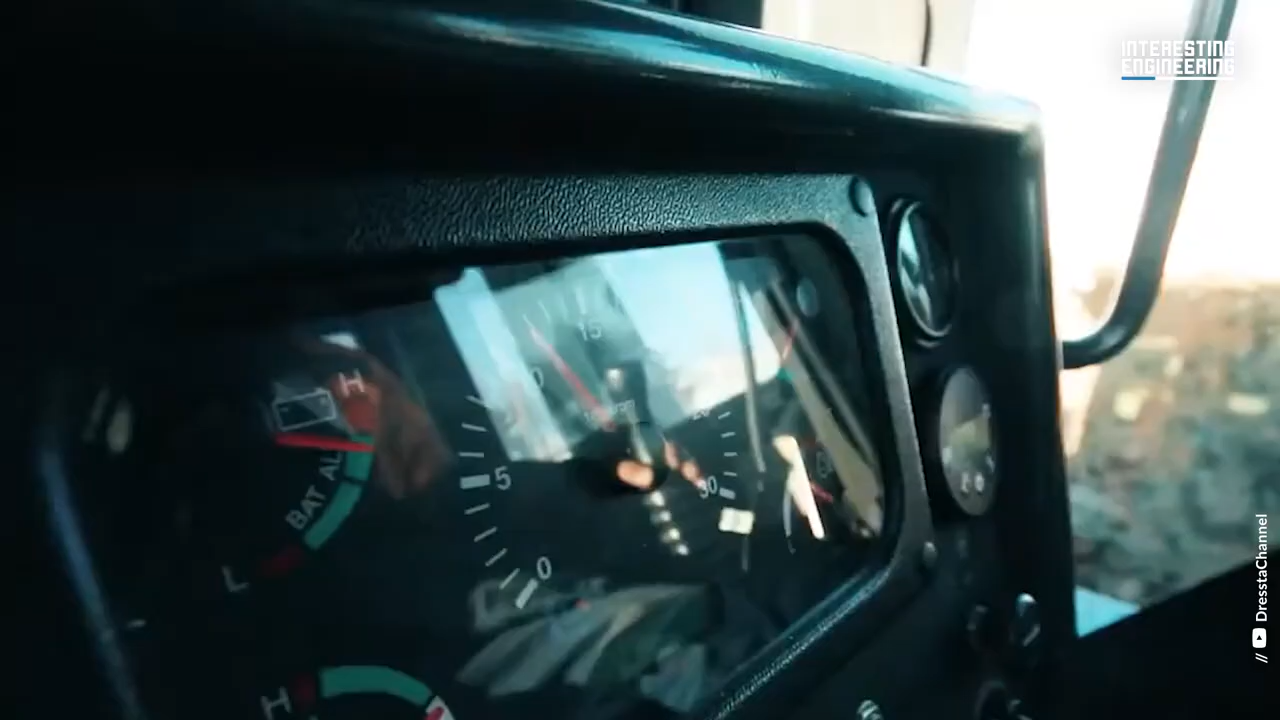 INTERESTING
ENGINEERING
15
H
5
BAT AL
30
0
L
H
// DresstaChannel